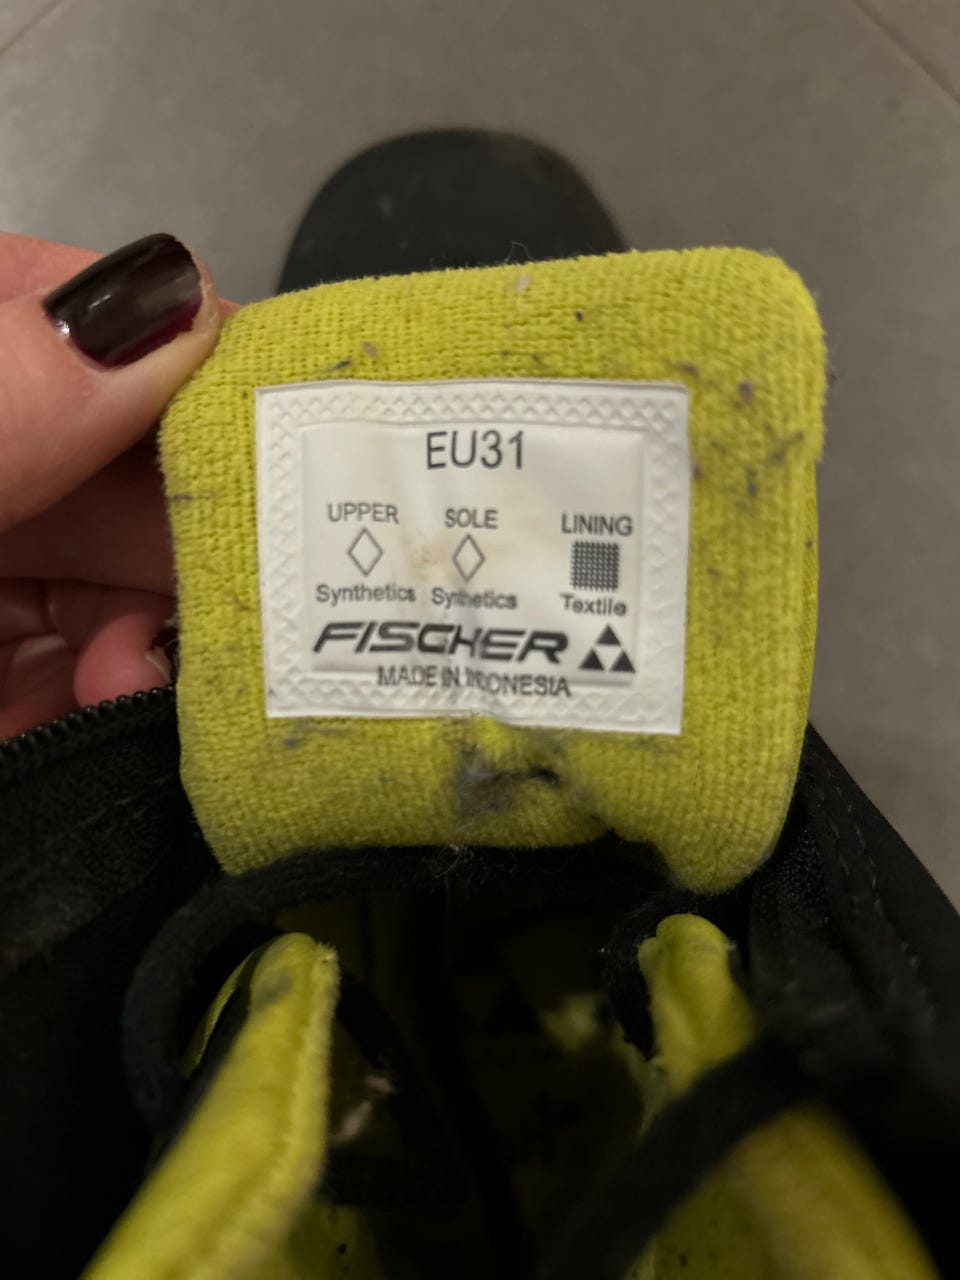 EU31
UPPER SOLE LINING
Synthetics Synthetics Textile
FISCHER
MADE IN INDONESIA